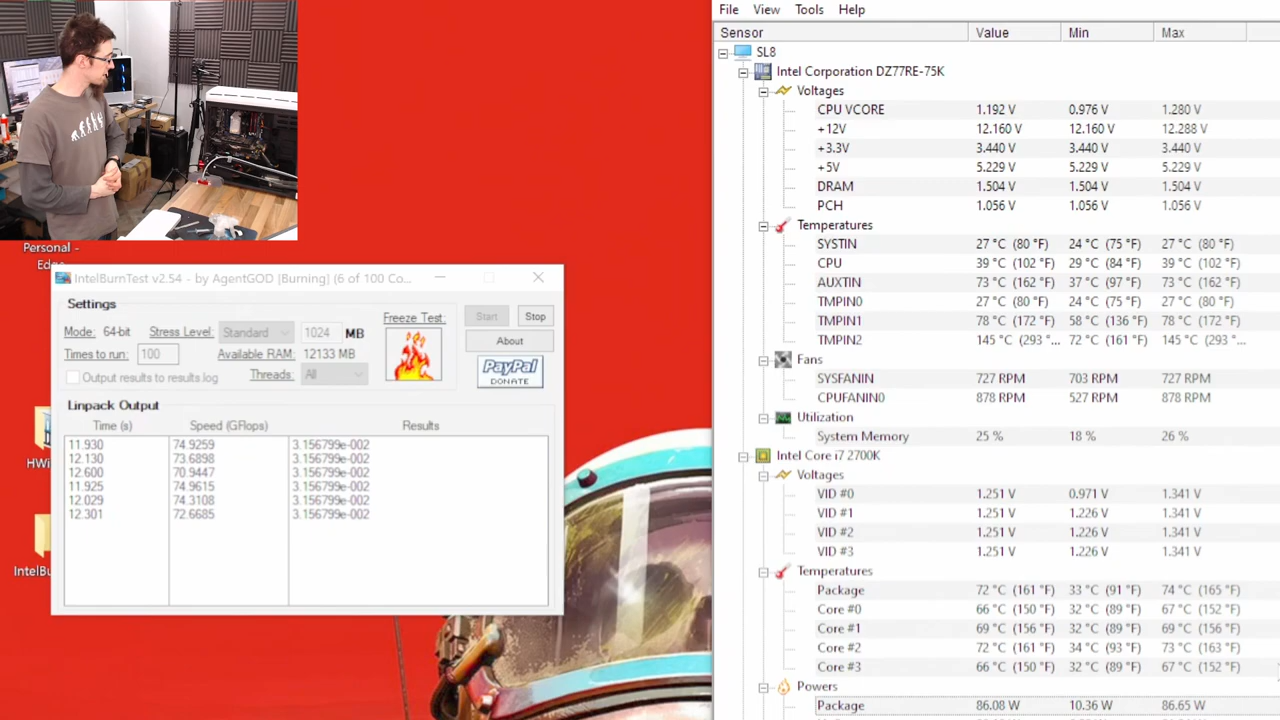 File View Tools Help
Sensor Value Min Max
SL8
Intel Corporation DZ77RE-75K
Voltages
CPU VCORE 1.192 V 0.976 V 1.280 V
+12V 12.160 V 12.160 V 12.288 V
+3.3V 3.440 V 3.440 V 3.440 V
+5V 5.229 V 5.229 V 5.229 V
DRAM 1.504 V 1.504 V 1.504 V
PCH 1.056 V 1.056 V 1.056 V
Temperatures
SYSTIN 27 °C (80 °F) 24 °C (75 °F) 27 °C (80 °F)
CPU 39 °C (102 °F) 29 °C (84 °F) 39 °C (102 °F)
AUXTIN 73 °C (162 °F) 37 °C (97 °F) 73 °C (162 °F)
TMPIN0 27 °C (80 °F) 24 °C (75 °F) 27 °C (80 °F)
TMPIN1 78 °C (172 °F) 58 °C (136 °F) 78 °C (172 °F)
TMPIN2 145 °C (293 °... 72 °C (161 °F) 145 °C (293 °...
Fans
SYSFANIN 727 RPM 703 RPM 727 RPM
CPUFANIN0 878 RPM 527 RPM 878 RPM
Utilization
System Memory 25 % 18 % 26 %
Intel Core i7 2700K
Voltages
VID #0 1.251 V 0.971 V 1.341 V
VID #1 1.251 V 1.226 V 1.341 V
VID #2 1.251 V 1.226 V 1.341 V
VID #3 1.251 V 1.226 V 1.341 V
Temperatures
Package 72 °C (161 °F) 33 °C (91 °F) 74 °C (165 °F)
Core #0 66 °C (150 °F) 32 °C (89 °F) 67 °C (152 °F)
Core #1 69 °C (156 °F) 32 °C (89 °F) 69 °C (156 °F)
Core #2 72 °C (161 °F) 34 °C (93 °F) 73 °C (163 °F)
Core #3 66 °C (150 °F) 32 °C (89 °F) 67 °C (152 °F)
Powers
Package 86.08 W 10.36 W 86.65 W
Personal -
IntelBurnTest v2.54 - by AgentGOD [Burning] (6 of 100 Co...
Settings
Mode: 64-bit Stress Level: Standard 1024 MB
Times to run: 100 Available RAM: 12133 MB
Output results to results.log Threads: All
Freeze Test:
Start Stop
About
PayPal
DONATE
Linpack Output
Time (s) Speed (GFlops) Results
11.930 74.9259 3.156799e-002
12.130 73.6898 3.156799e-002
12.600 70.9447 3.156799e-002
11.925 74.9615 3.156799e-002
12.029 74.3108 3.156799e-002
12.301 72.6685 3.156799e-002
HWi
IntelBu